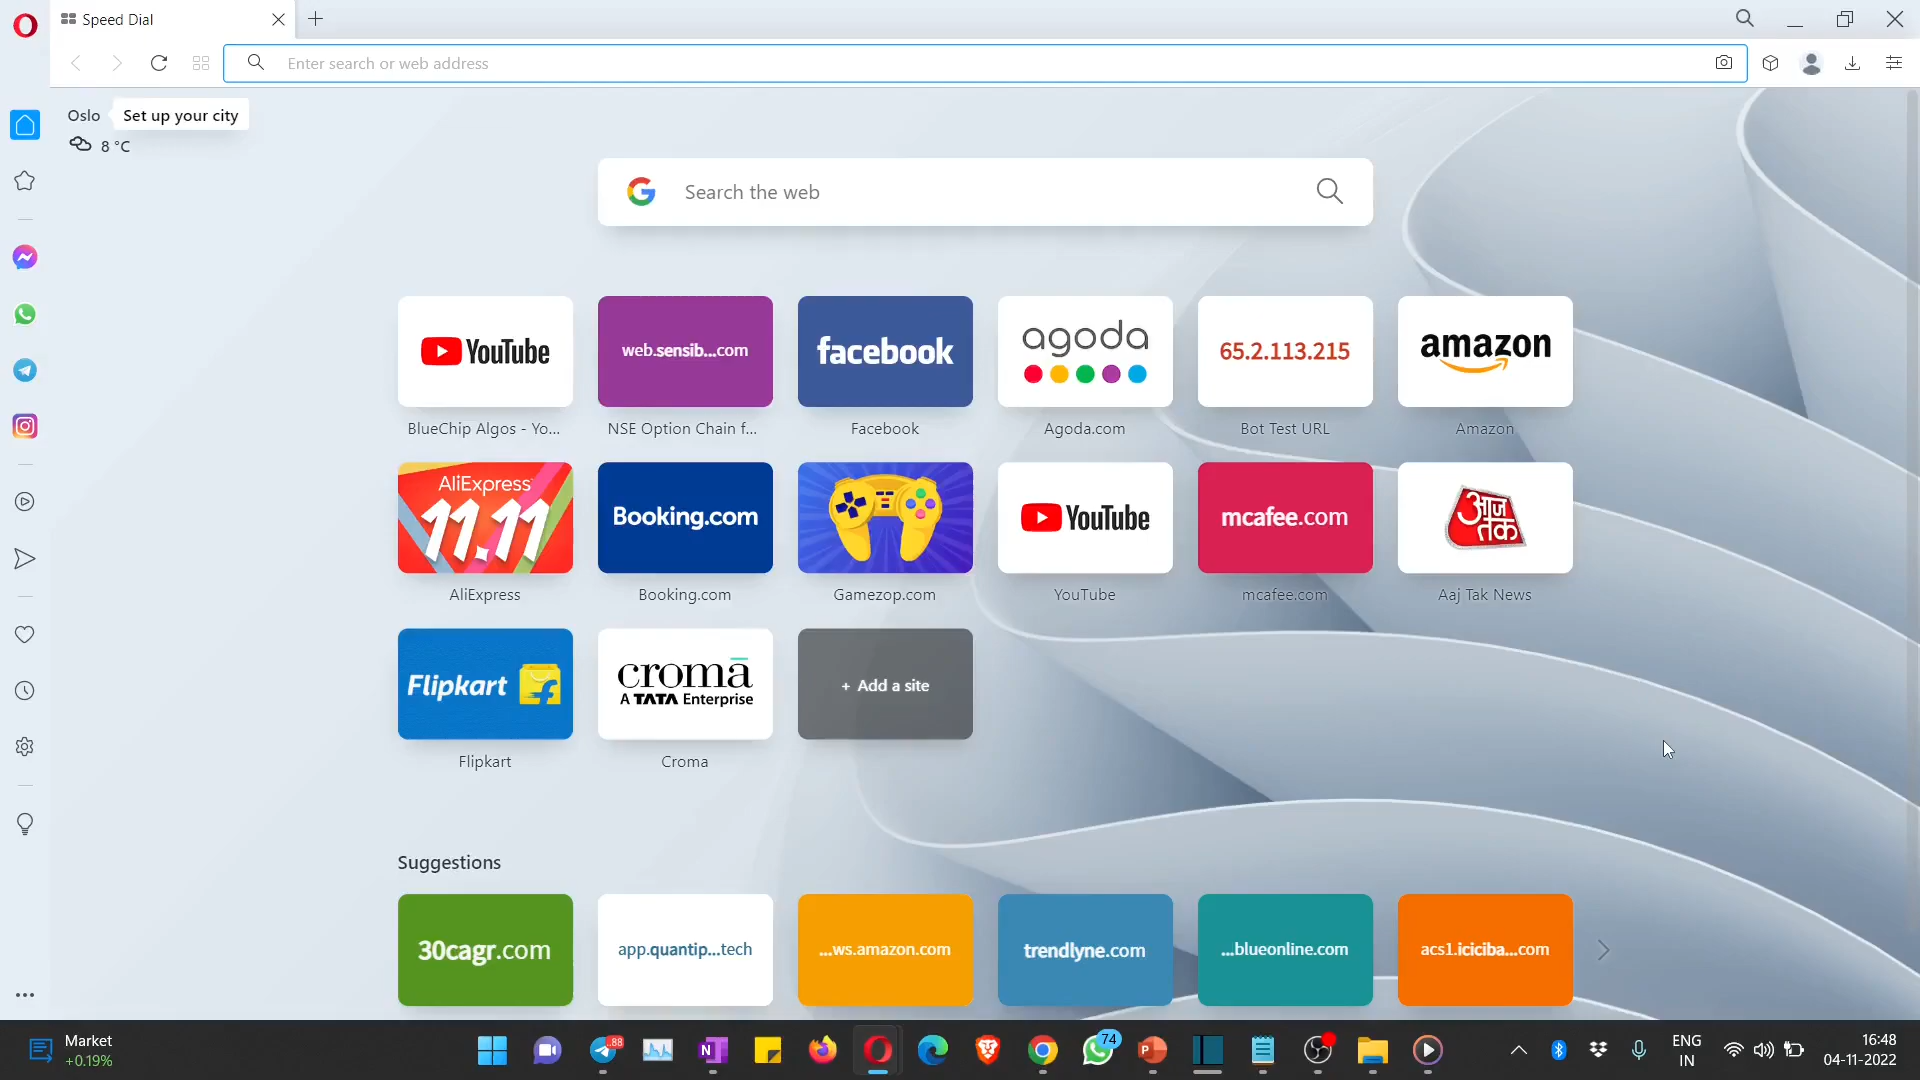 Speed Dial
Enter search or web address
Oslo
Set up your city
8 °C
Search the web
YouTube
web.sensib...com
facebook
agoda
65.2.113.215
amazon
BlueChip Algos - Yo...
NSE Option Chain f...
Facebook
Agoda.com
Bot Test URL
Amazon
AliExpress
11.11
Booking.com
YouTube
mcafee.com
आज तक
AliExpress
Booking.com
Gamezop.com
YouTube
mcafee.com
Aaj Tak News
Flipkart
croma
A TATA Enterprise
+ Add a site
Flipkart
Croma
Suggestions
30cagr.com
app.quantip...tech
...ws.amazon.com
trendlyne.com
...blueonline.com
acs1.iciciba...com
Market
+0.19%
..88
74
ENG
IN
16:48
04-11-2022